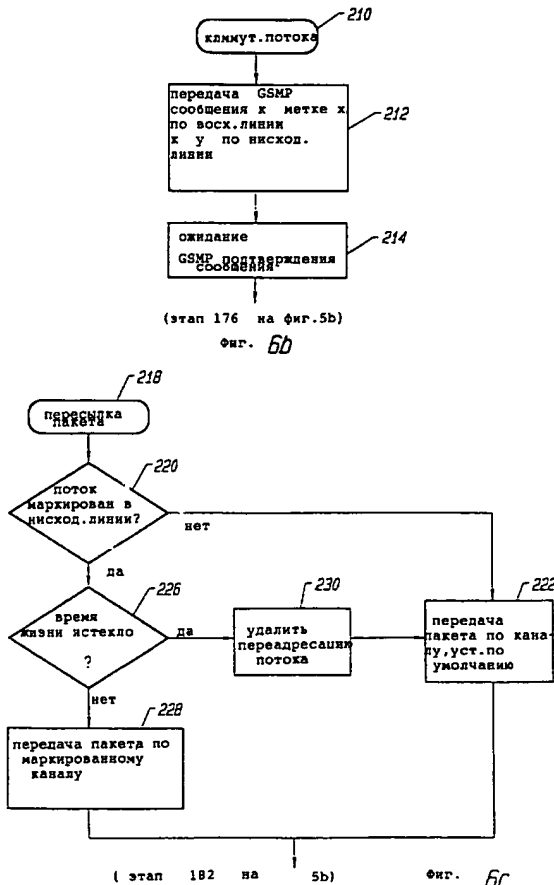 210
клммут.потока
передача GSMP
сообщения x метке x
по восх.линии
x y по нисход.
линии
212
ожидание
GSMP подтверждения
сообщения
214
(этап 176 на фиг.5b)
Фиг. 6b
218
пересылка
пакета
220
поток
маркирован в
нисход.линии?
нет
да
226
время
жизни истекло
?
да
нет
230
удалить
переадресацию
потока
222
передача
пакета по кана-
лу,уст.по
умолчанию
228
передача пакета по
маркированному
каналу
( этап 182 на 5b)
Фиг. 6c